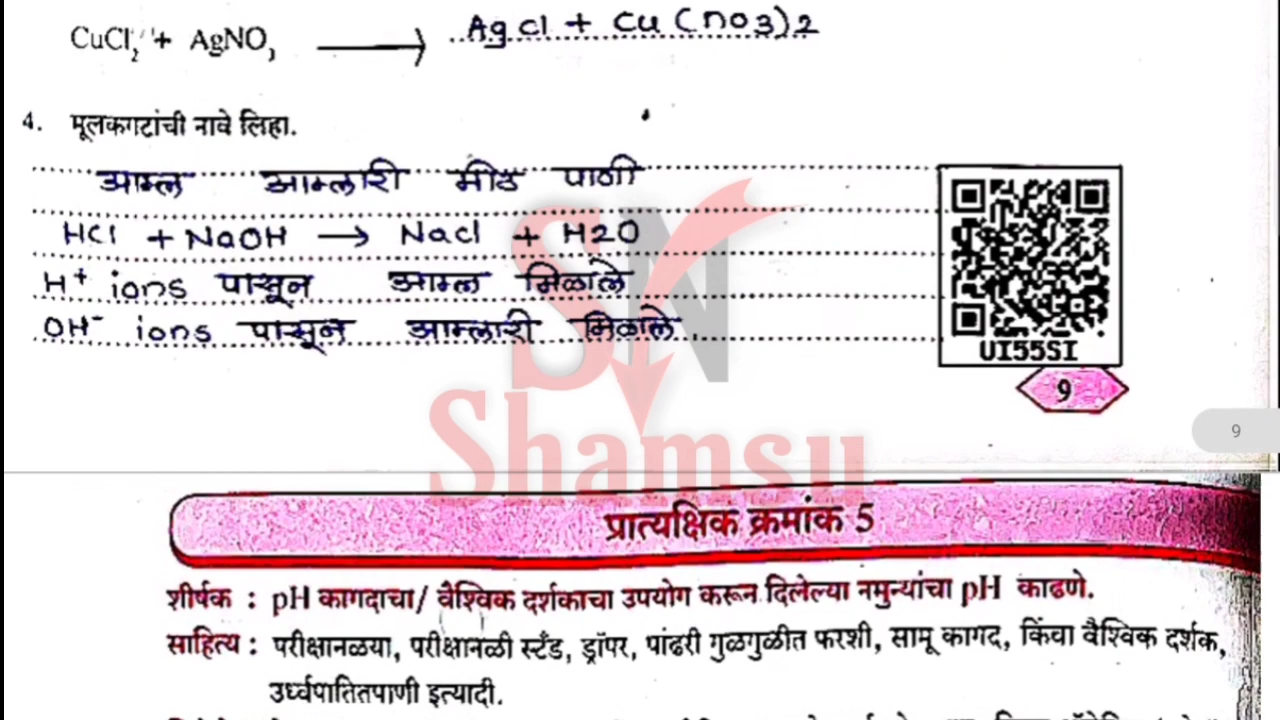 CuCl2 + AgNO3 ⟶ AgCl + Cu(no3)2
4. मूलकगटांची नावे लिहा.
आम्ल आम्लारी मीठ पाणी
HCl + NaOH → Nacl + H2O
H+ ions पासून आम्ल मिळाले
OH- ions पासून आम्लारी मिळाले.
UI55SI
9
9
SN
Shamsu
प्रात्यक्षिक क्रमांक 5
शीर्षक : pH कागदाचा/ वैश्विक दर्शकाचा उपयोग करून दिलेल्या नमुन्यांचा pH काढणे.
साहित्य : परीक्षानळया, परीक्षानळी स्टँड, ड्रॉपर, पांढरी गुळगुळीत फरशी, सामू कागद, किंवा वैश्विक दर्शक,
उर्ध्वपातितपाणी इत्यादी.